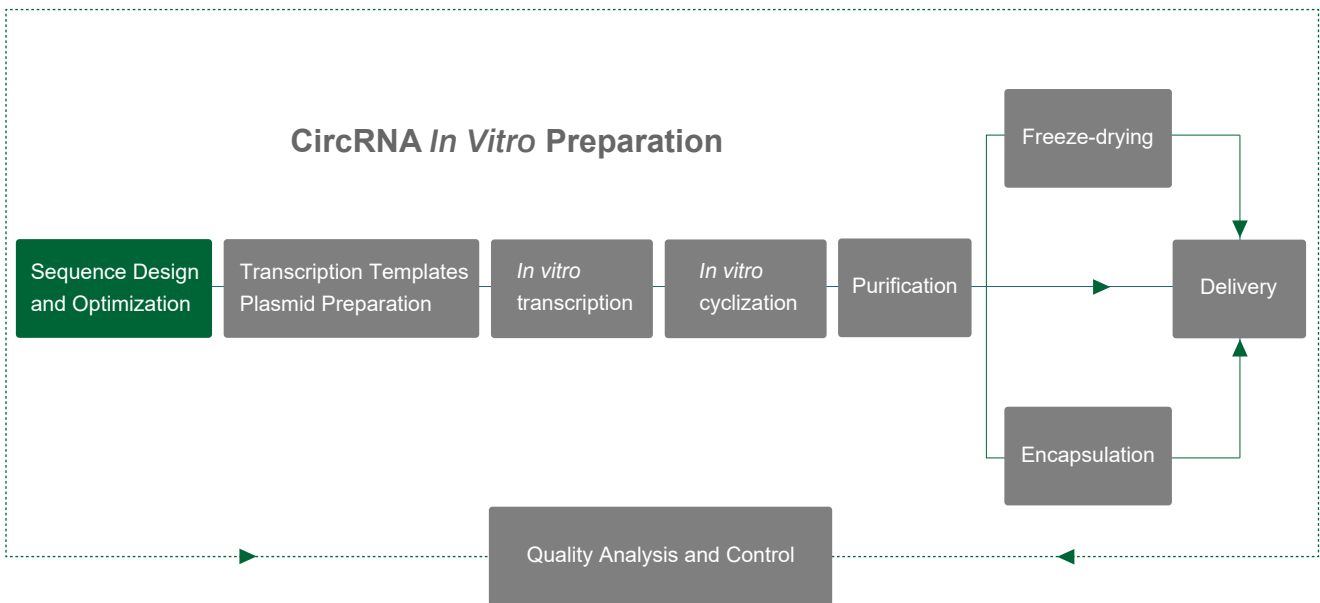 CircRNA In Vitro Preparation
Freeze-drying
Sequence Design
and Optimization
Transcription Templates
Plasmid Preparation
In vitro
transcription
In vitro
cyclization
Purification
Delivery
Encapsulation
Quality Analysis and Control